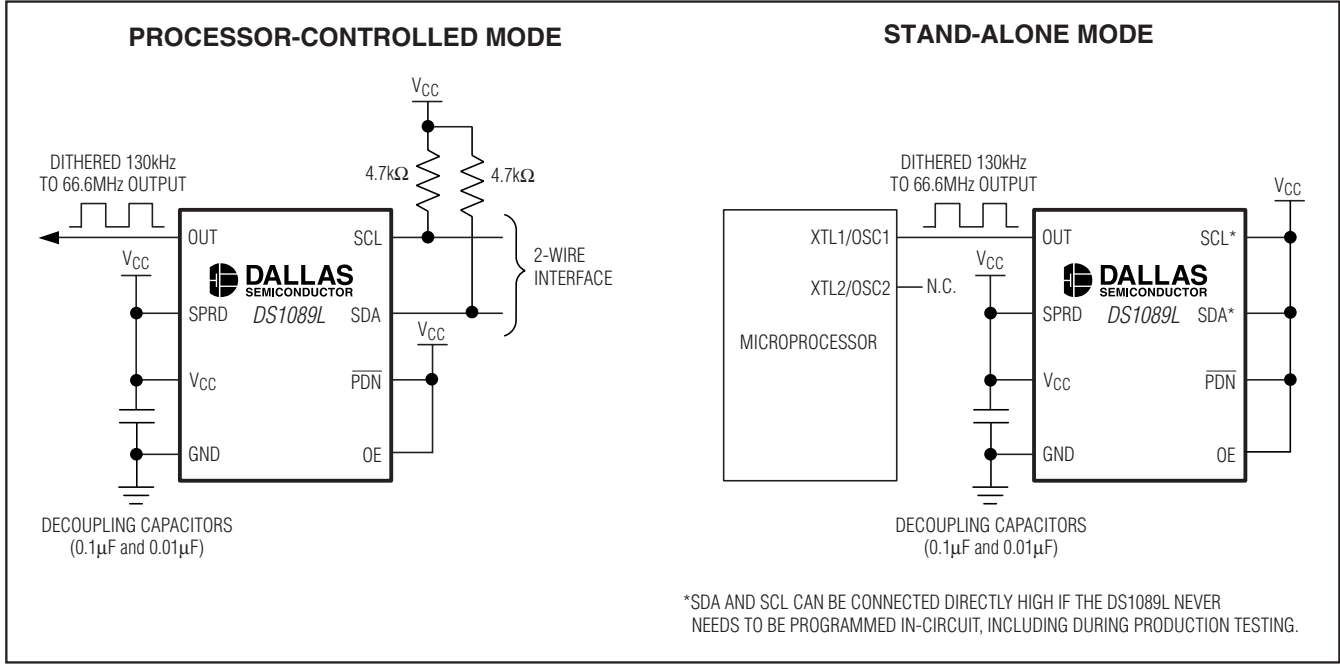 PROCESSOR-CONTROLLED MODE
VCC
DITHERED 130kHz
TO 66.6MHz OUTPUT
4.7kΩ
4.7kΩ
OUT
SCL
2-WIRE
INTERFACE
VCC
DALLAS
SEMICONDUCTOR
SPRD
DS1089L
SDA
VCC
VCC
PDN
GND
OE
DECOUPLING CAPACITORS
(0.1µF and 0.01µF)
STAND-ALONE MODE
DITHERED 130kHz
TO 66.6MHz OUTPUT
VCC
XTL1/OSC1
OUT
SCL*
XTL2/OSC2
N.C.
VCC
DALLAS
SEMICONDUCTOR
SPRD
DS1089L
SDA*
MICROPROCESSOR
VCC
PDN
GND
OE
DECOUPLING CAPACITORS
(0.1µF and 0.01µF)
*SDA AND SCL CAN BE CONNECTED DIRECTLY HIGH IF THE DS1089L NEVER
NEEDS TO BE PROGRAMMED IN-CIRCUIT, INCLUDING DURING PRODUCTION TESTING.